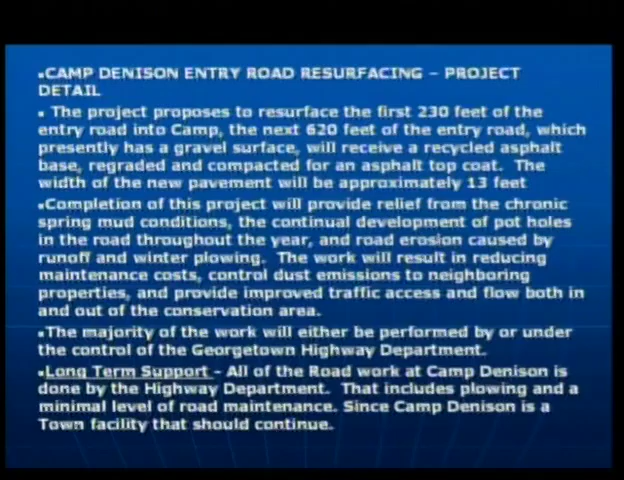 ▪CAMP DENISON ENTRY ROAD RESURFACING – PROJECT
DETAIL
▪ The project proposes to resurface the first 230 feet of the
entry road into Camp, the next 620 feet of the entry road, which
presently has a gravel surface, will receive a recycled asphalt
base, regraded and compacted for an asphalt top coat. The
width of the new pavement will be approximately 13 feet
▪Completion of this project will provide relief from the chronic
spring mud conditions, the continual development of pot holes
in the road throughout the year, and road erosion caused by
runoff and winter plowing. The work will result in reducing
maintenance costs, control dust emissions to neighboring
properties, and provide improved traffic access and flow both in
and out of the conservation area.
▪The majority of the work will either be performed by or under
the control of the Georgetown Highway Department.
▪Long Term Support - All of the Road work at Camp Denison is
done by the Highway Department. That includes plowing and a
minimal level of road maintenance. Since Camp Denison is a
Town facility that should continue.